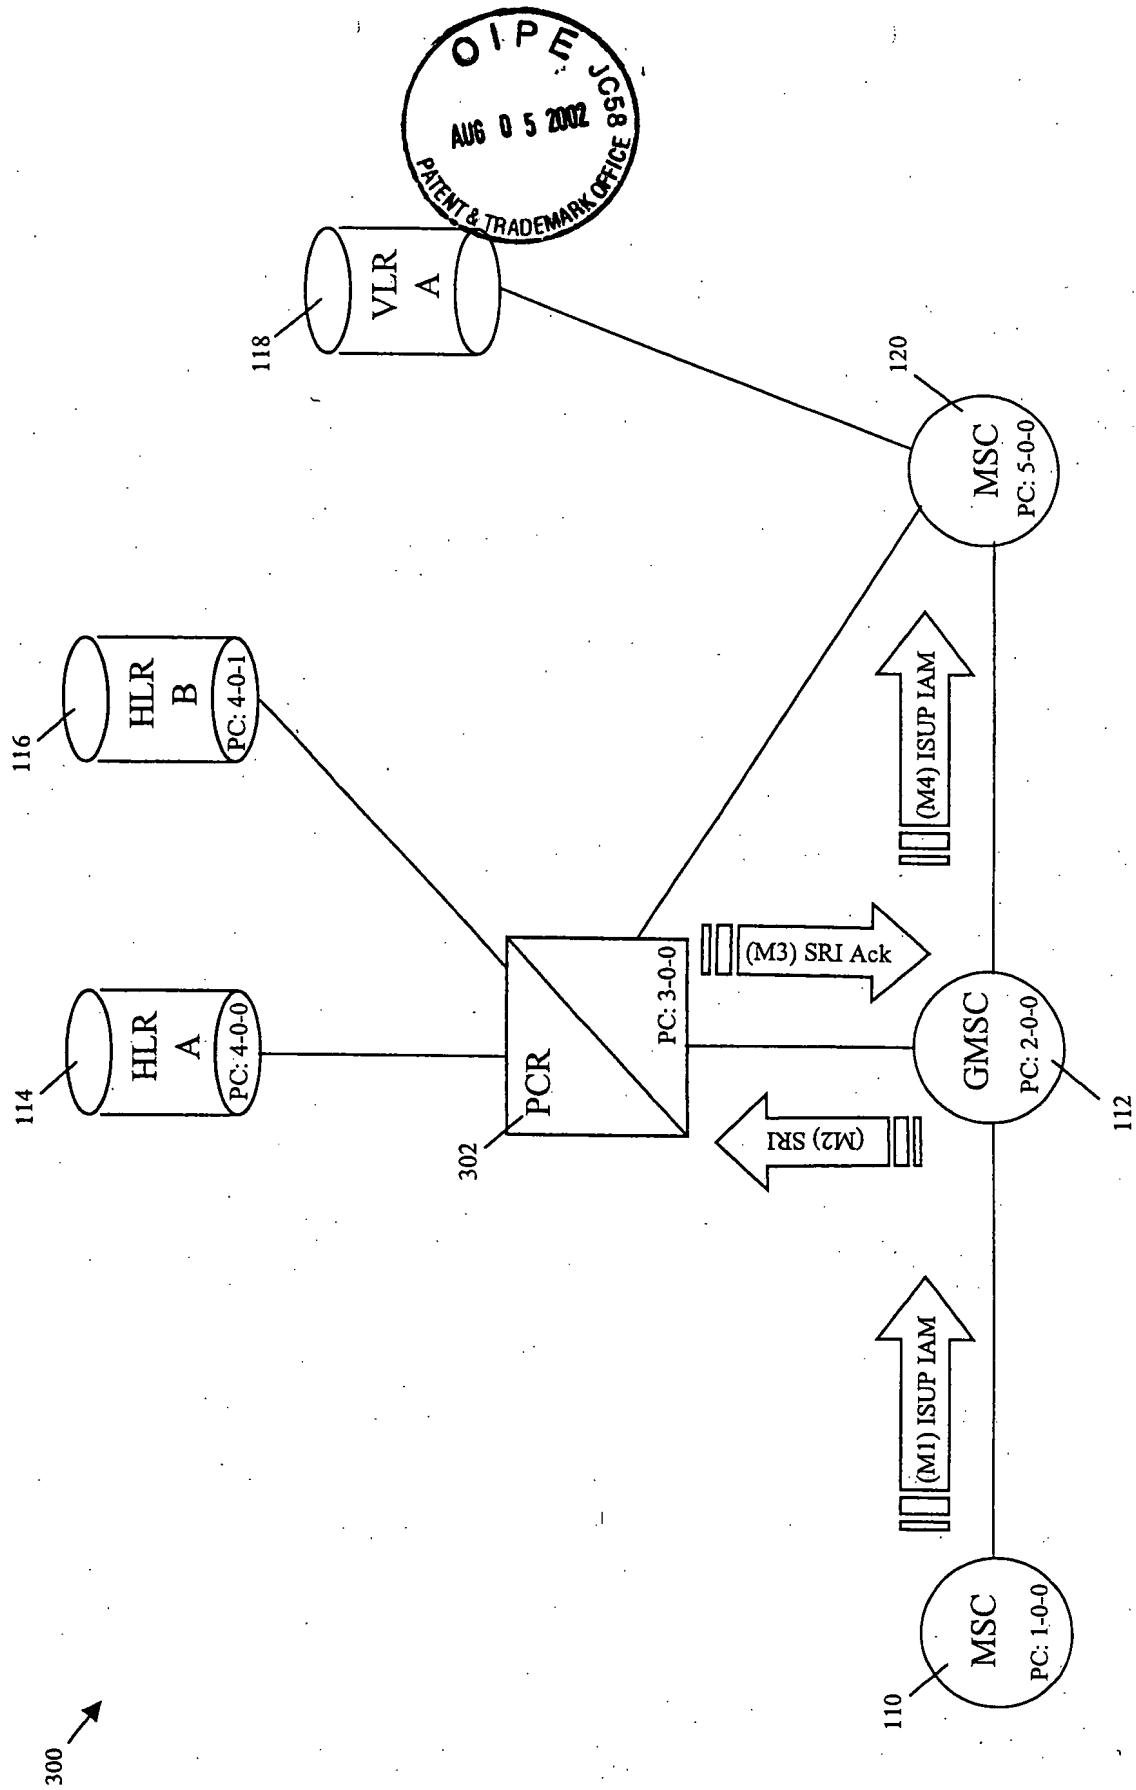 300
114
HLR
A
PC: 4-0-0
116
HLR
B
PC: 4-0-1
118
VLR
A
OIPE JC58
AUG 05 2002
PATENT & TRADEMARK OFFICE
302
PCR
PC: 3-0-0
(M2) SRI
(M3) SRI Ack
110
MSC
PC: 1-0-0
(M1) ISUP IAM
GMSC
PC: 2-0-0
112
(M4) ISUP IAM
120
MSC
PC: 5-0-0